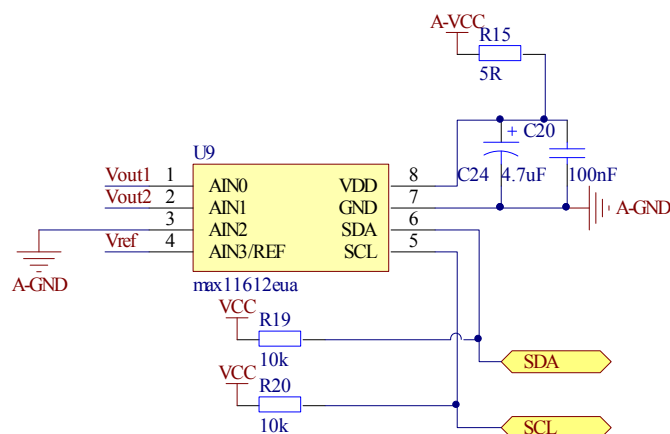 A-VCC
R15
5R
U9
+ C20
C24 4.7uF 100nF
Vout1 1 AIN0 VDD 8
Vout2 2 AIN1 GND 7
3 AIN2 SDA 6
Vref 4 AIN3/REF SCL 5
A-GND
A-GND
max11612eua
VCC
R19
10k
SDA
VCC
R20
10k
SCL